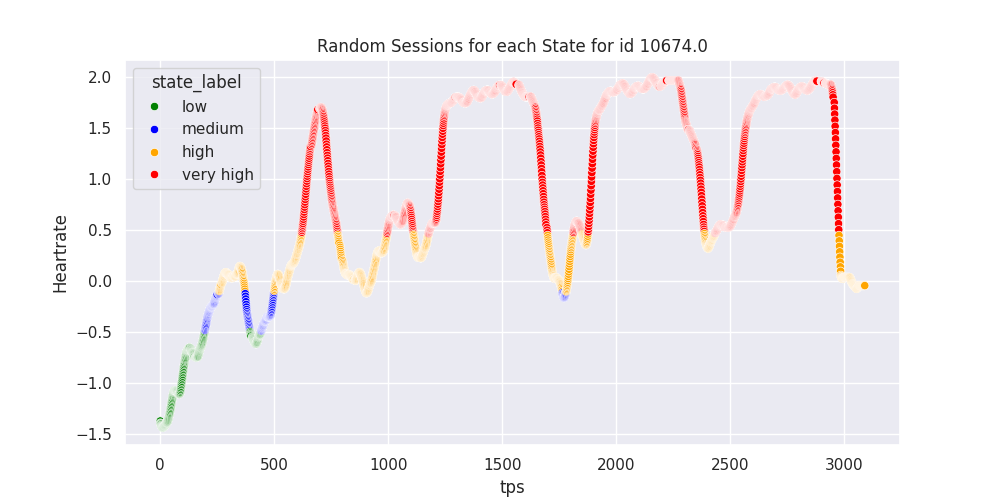 Random Sessions for each State for id 10674.0
Heartrate
2.0
1.5
1.0
0.5
0.0
−0.5
−1.0
−1.5
state_label
low
medium
high
very high
0 500 1000 1500 2000 2500 3000
tps